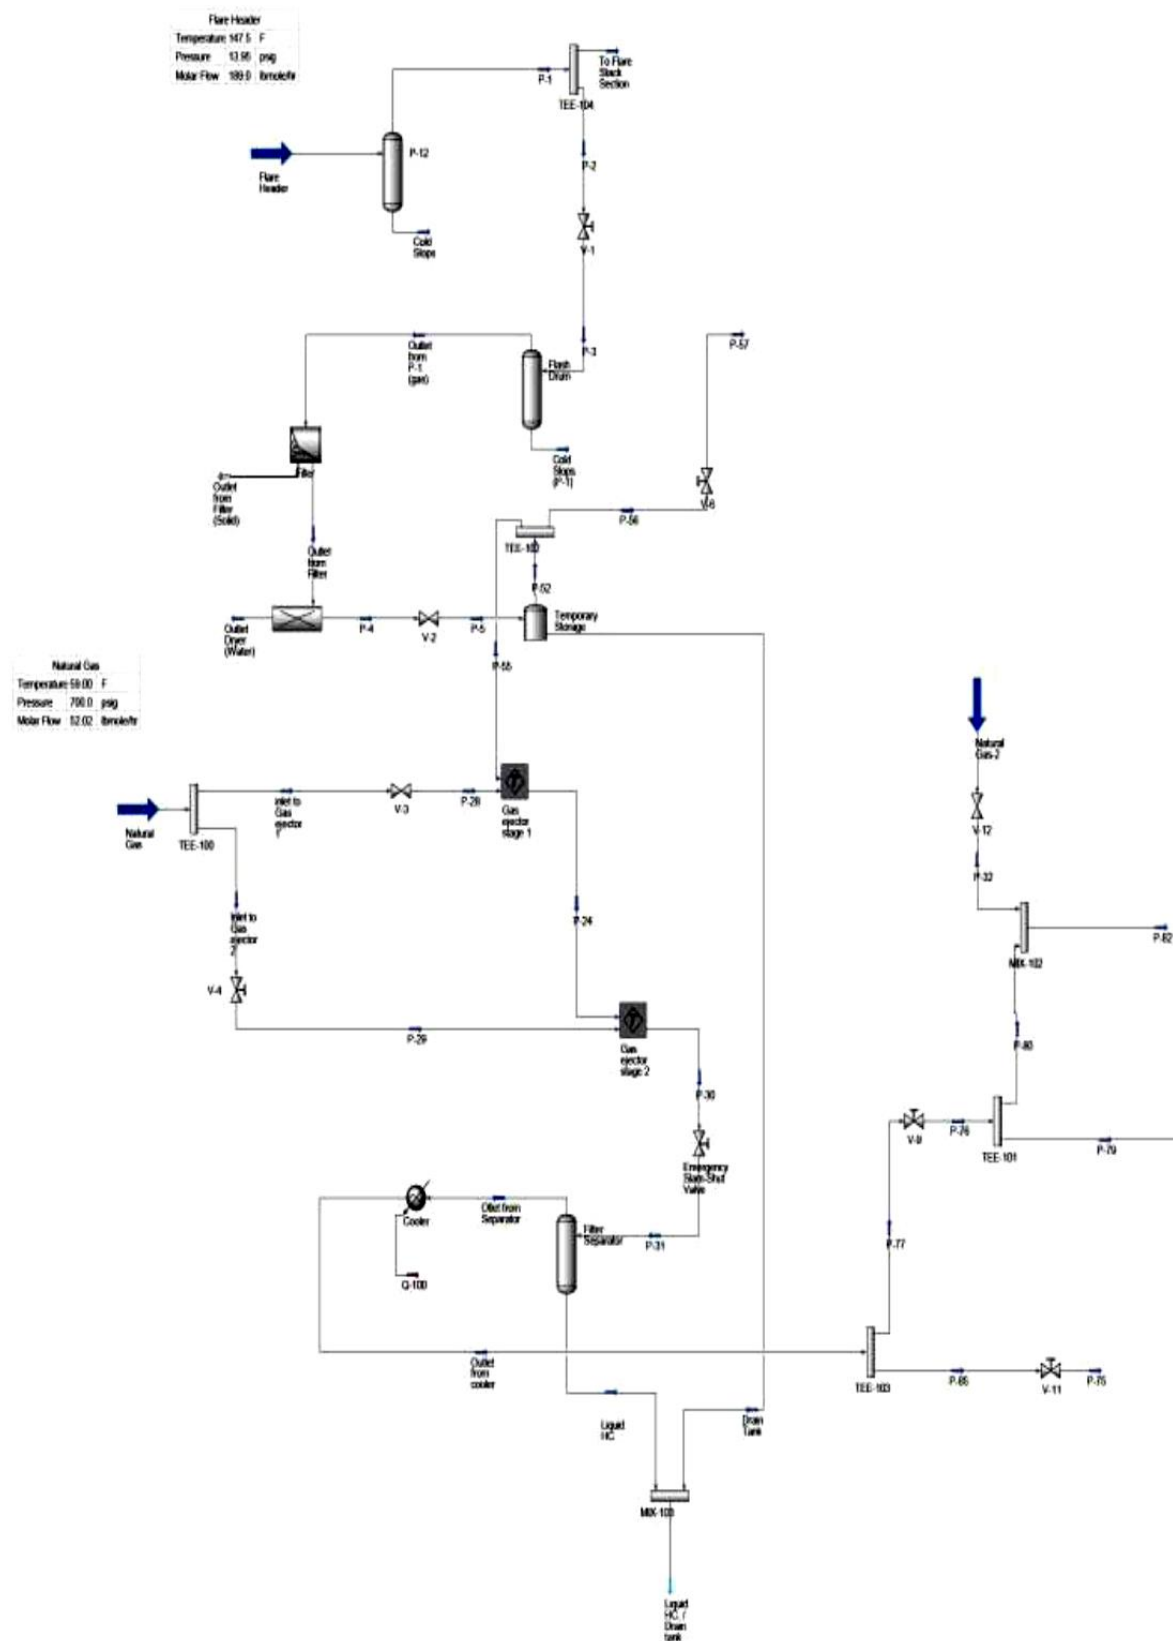 Flare Header
Temperature 147.5 F
Pressure 13.95 psig
Molar Flow 189.0 lbmole/hr
P-1
To Flare
Stack
Section
TEE-104
P-12
P-2
Flare
Header
Cold
Slops
V-1
P-3
Outlet
from
P-1
(gas)
P-57
Flash
Drum
Cold
Slops
(P-1)
Filter
Outlet
from
Filter
(Solid)
V-6
P-56
TEE-102
Outlet
from
Filter
P-52
Temporary
Storage
Outlet
Dryer
(Water)
P-4
V-2
P-5
P-55
Natural Gas
Temperature 59.00 F
Pressure 700.0 psig
Molar Flow 52.02 lbmole/hr
Natural
Gas-2
Natural
Gas
TEE-100
Inlet to
Gas
ejector
1
V-3
P-28
Gas
ejector
stage 1
V-12
P-32
Inlet to
Gas
ejector
2
P-24
P-82
MIX-102
V-4
P-29
Gas
ejector
stage 2
P-80
P-30
V-9
P-76
TEE-101
P-79
Emergency
Slam-Shut
Valve
Cooler
Otlet from
Separator
Filter
Separator
P-31
P-77
Q-100
Outlet
from
cooler
TEE-103
P-85
V-11
P-75
Liquid
HC
Drain
Tank
MIX-100
Liquid
HC /
Drain
tank